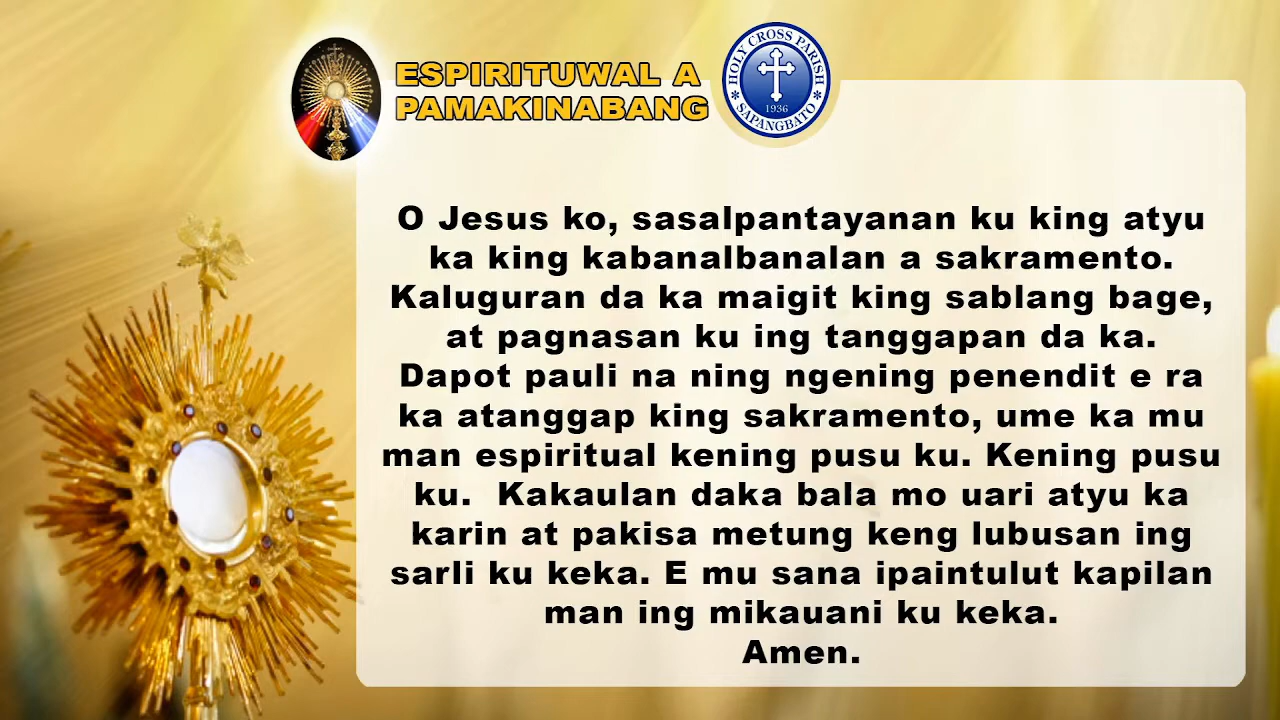 ESPIRITUWAL A
PAMAKINABANG
HOLY CROSS PARISH
1936
SAPANGBATO
O Jesus ko, sasalpantayanan ku king atyu
ka king kabanalbanalan a sakramento.
Kaluguran da ka maigit king sablang bage,
at pagnasan ku ing tanggapan da ka.
Dapot pauli na ning ngening penendit e ra
ka atanggap king sakramento, ume ka mu
man espiritual kening pusu ku. Kening pusu
ku.  Kakaulan daka bala mo uari atyu ka
karin at pakisa metung keng lubusan ing
sarli ku keka. E mu sana ipaintulut kapilan
man ing mikauani ku keka.
Amen.